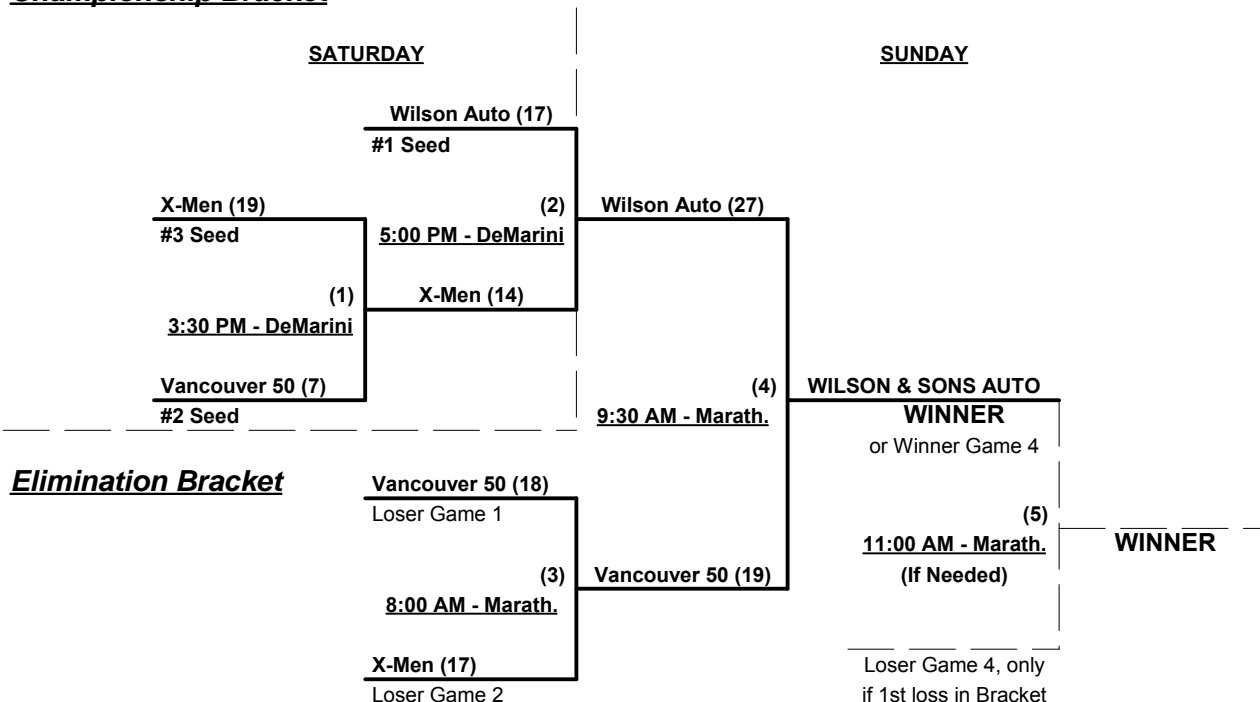 Championship Bracket
SATURDAY
SUNDAY
Wilson Auto (17)
#1 Seed
X-Men (19)
(2)
Wilson Auto (27)
#3 Seed
5:00 PM - DeMarini
(1)
X-Men (14)
3:30 PM - DeMarini
Vancouver 50 (7)
(4)
WILSON & SONS AUTO
#2 Seed
9:30 AM - Marath.
WINNER
or Winner Game 4
Elimination Bracket
Vancouver 50 (18)
Loser Game 1
(5)
11:00 AM - Marath.
WINNER
(3)
Vancouver 50 (19)
(If Needed)
8:00 AM - Marath.
X-Men (17)
Loser Game 4, only
Loser Game 2
if 1st loss in Bracket